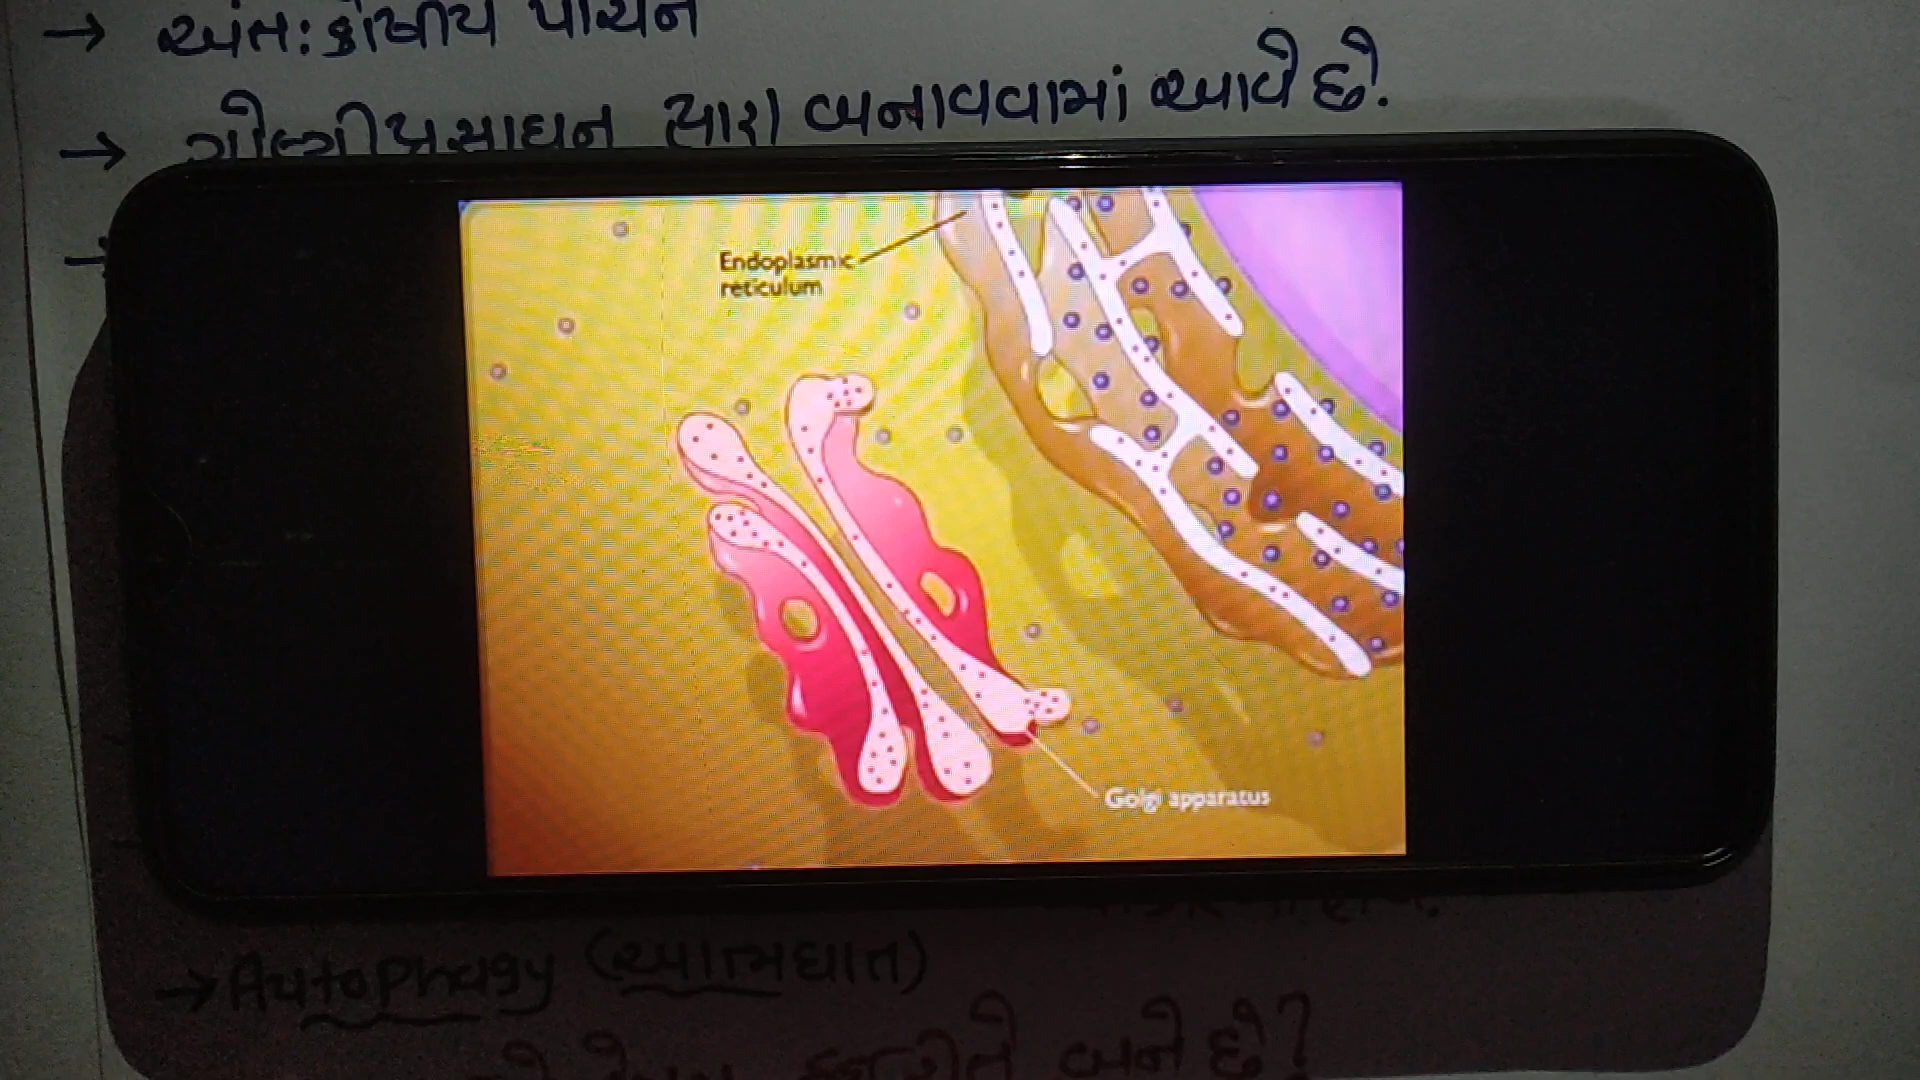 → અંત:કોષીય પાચન
→ ગોલ્ગીપ્રસાધન દ્વારા બનાવવામાં આવે છે.
Endoplasmic
reticulum
Golgi apparatus
→ Autophagy (આત્મઘાત)
બને છે?